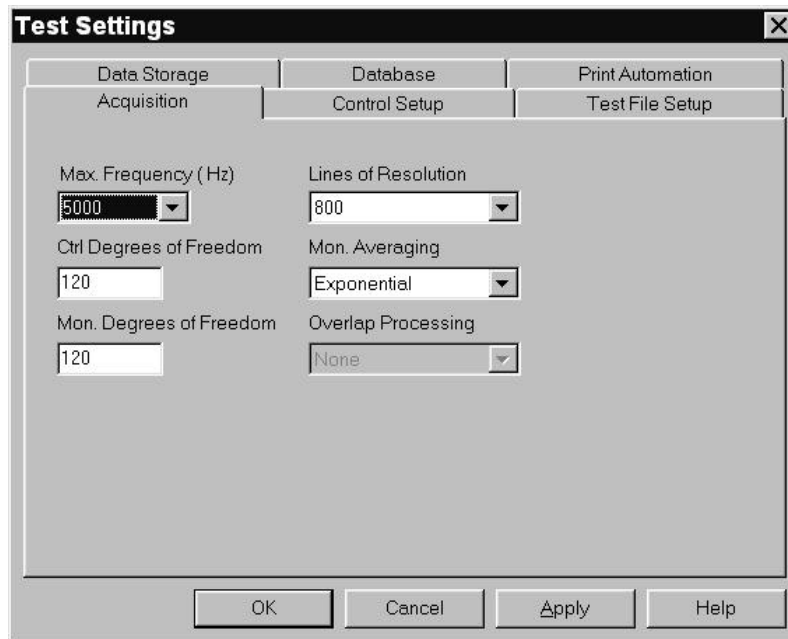 Test Settings
Data Storage Database Print Automation
Acquisition Control Setup Test File Setup
Max. Frequency ( Hz) Lines of Resolution
5000 800
Ctrl Degrees of Freedom Mon. Averaging
120 Exponential
Mon. Degrees of Freedom Overlap Processing
120 None
OK Cancel Apply Help